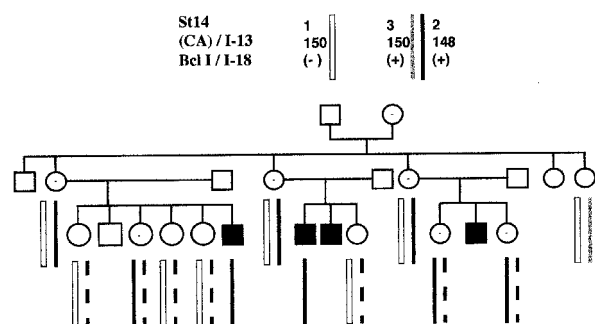 St14 1 3 2
(CA) / I-13 150 150 148
Bcl I / I-18 (-) (+) (+)